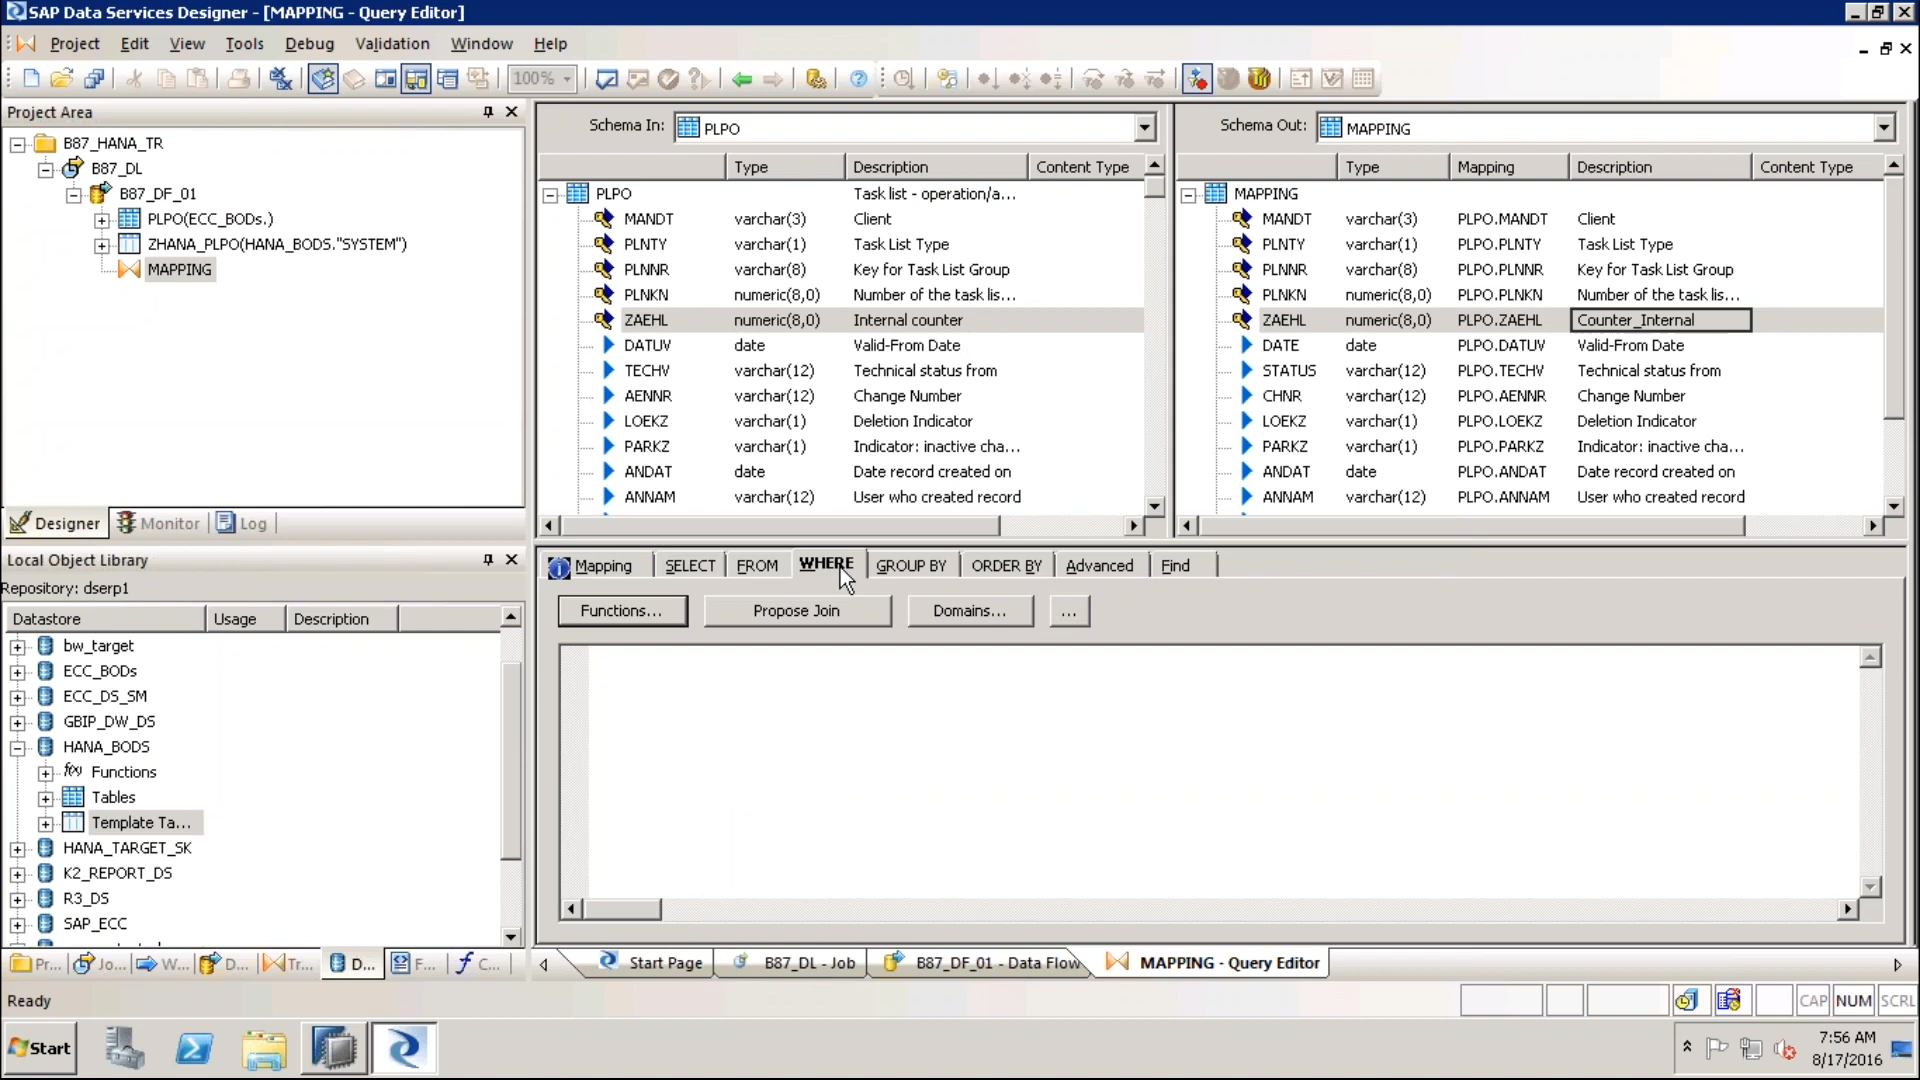 SAP Data Services Designer - [MAPPING - Query Editor]
Project Edit View Tools Debug Validation Window Help
100%
Project Area
B87_HANA_TR
B87_DL
B87_DF_01
PLPO(ECC_BODs.)
ZHANA_PLPO(HANA_BODS."SYSTEM")
MAPPING
Designer Monitor Log
Local Object Library
Repository: dserp1
Datastore Usage Description
bw_target
ECC_BODs
ECC_DS_SM
GBIP_DW_DS
HANA_BODS
Functions
Tables
Template Ta...
HANA_TARGET_SK
K2_REPORT_DS
R3_DS
SAP_ECC
Pr... Jo... W... D... Tr... D... F... C...
Schema In: PLPO
Type Description Content Type
PLPO Task list - operation/a...
MANDT varchar(3) Client
PLNTY varchar(1) Task List Type
PLNNR varchar(8) Key for Task List Group
PLNKN numeric(8,0) Number of the task lis...
ZAEHL numeric(8,0) Internal counter
DATUV date Valid-From Date
TECHV varchar(12) Technical status from
AENNR varchar(12) Change Number
LOEKZ varchar(1) Deletion Indicator
PARKZ varchar(1) Indicator: inactive cha...
ANDAT date Date record created on
ANNAM varchar(12) User who created record
Schema Out: MAPPING
Type Mapping Description Content Type
MAPPING
MANDT varchar(3) PLPO.MANDT Client
PLNTY varchar(1) PLPO.PLNTY Task List Type
PLNNR varchar(8) PLPO.PLNNR Key for Task List Group
PLNKN numeric(8,0) PLPO.PLNKN Number of the task lis...
ZAEHL numeric(8,0) PLPO.ZAEHL Counter_Internal
DATE date PLPO.DATUV Valid-From Date
STATUS varchar(12) PLPO.TECHV Technical status from
CHNR varchar(12) PLPO.AENNR Change Number
LOEKZ varchar(1) PLPO.LOEKZ Deletion Indicator
PARKZ varchar(1) PLPO.PARKZ Indicator: inactive cha...
ANDAT date PLPO.ANDAT Date record created on
ANNAM varchar(12) PLPO.ANNAM User who created record
Mapping SELECT FROM WHERE GROUP BY ORDER BY Advanced Find
Functions... Propose Join Domains... ...
Start Page B87_DL - Job B87_DF_01 - Data Flow MAPPING - Query Editor
Ready CAP NUM SCRL
Start
7:56 AM
8/17/2016